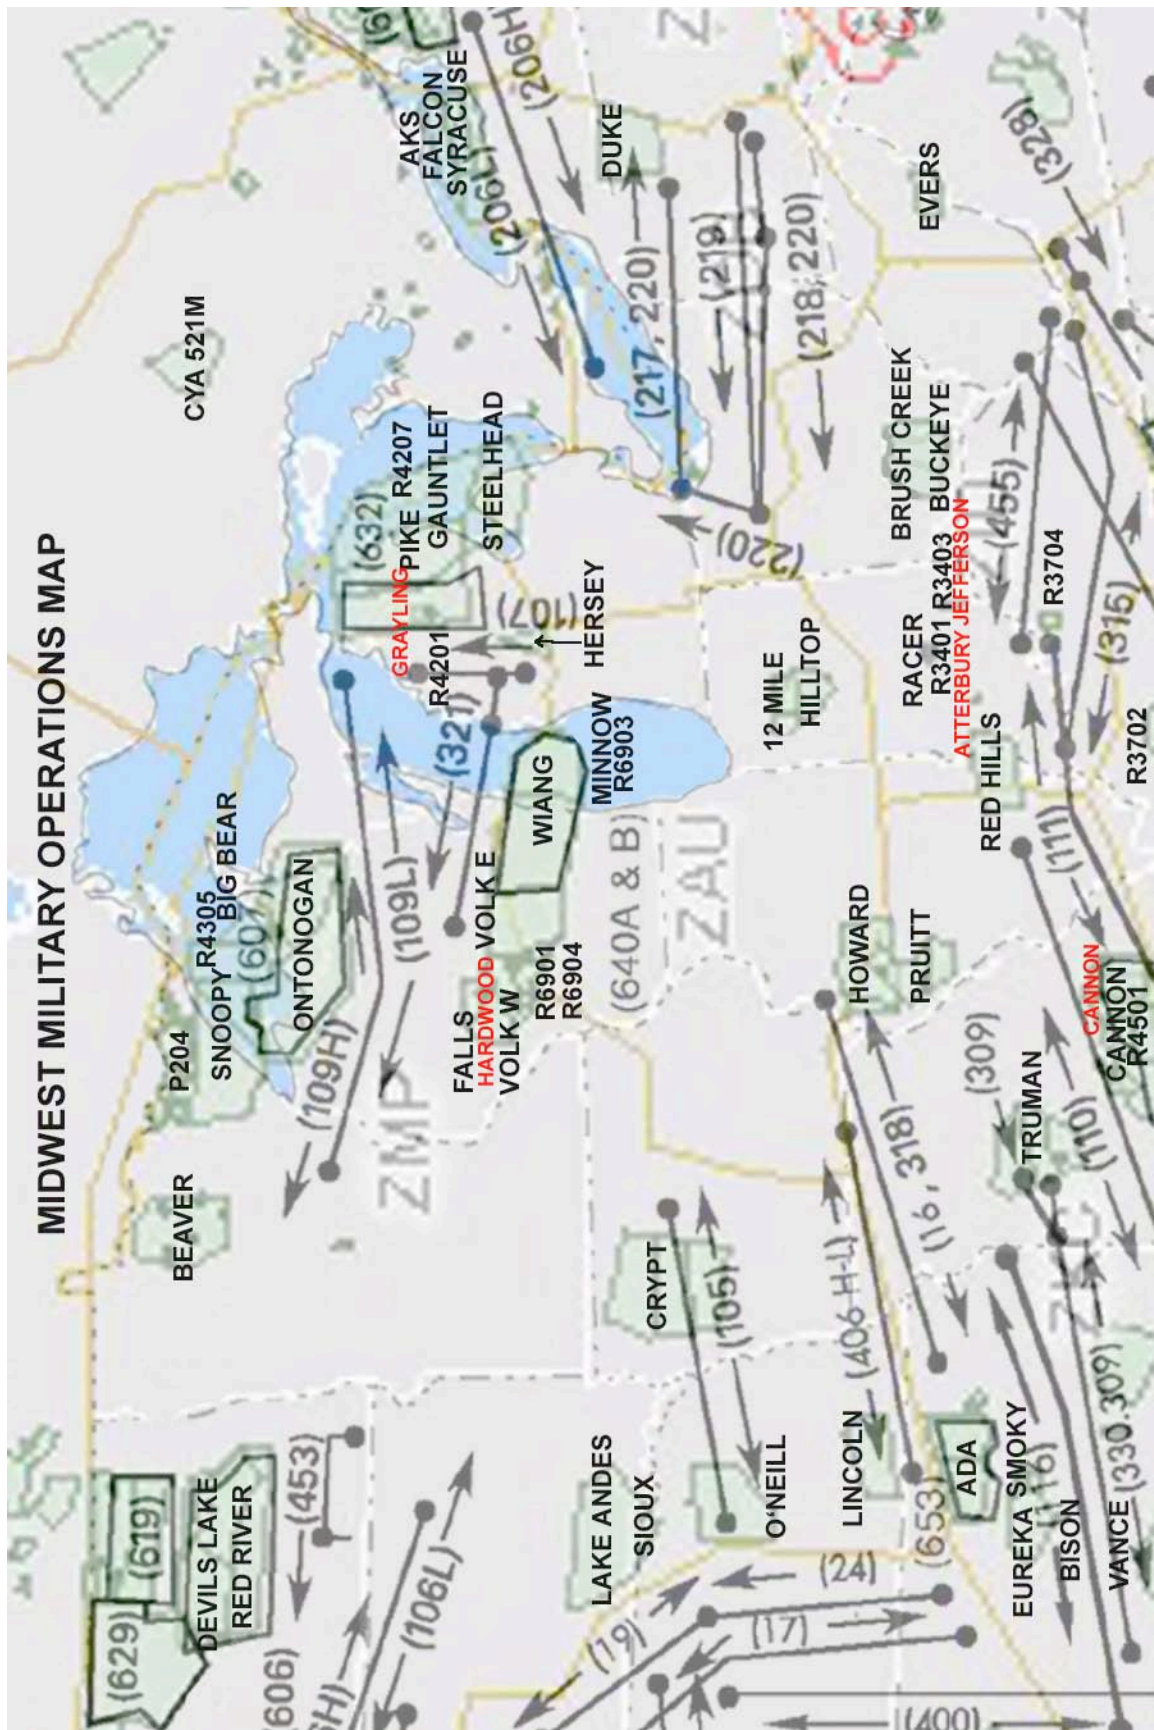 MIDWEST MILITARY OPERATIONS MAP
CYA 521M
AKS
FALCON
SYRACUSE
(206H
(206L)
P204
SNOOPY
R4305
BIG BEAR
(607)
ONTONOGAN
BEAVER
(619)
(629)
DEVILS LAKE
RED RIVER
(453)
(606)
6H)
(106L)
(109H)
(109L)
ZMP
(632)
PIKE R4207
GRAYLING
GAUNTLET
R4201
STEELHEAD
(107)
HERSEY
(321)
FALLS
HARDWOOD
VOLK E
VOLK W
WIANG
R6901
R6904
MINNOW
R6903
(640A & B)
ZAU
DUKE
(217, 220)
(219)
(218,220)
(220)
LAKE ANDES
SIOUX
CRYPT
(105)
O'NEILL
(19)
(17)
(24)
12 MILE
HILLTOP
HOWARD
PRUITT
LINCOLN
(406 H-L)
(16, 318)
(653)
ADA
BRUSH CREEK
BUCKEYE
EVERS
(328)
RACER
R3401 R3403
ATTERBURY JEFFERSON
(455)
R3704
(315)
RED HILLS
R3702
(111)
(309)
TRUMAN
CANNON
CANNON
R4501
(110)
EUREKA SMOKY
(116)
BISON
VANCE
(330.309)
(400)